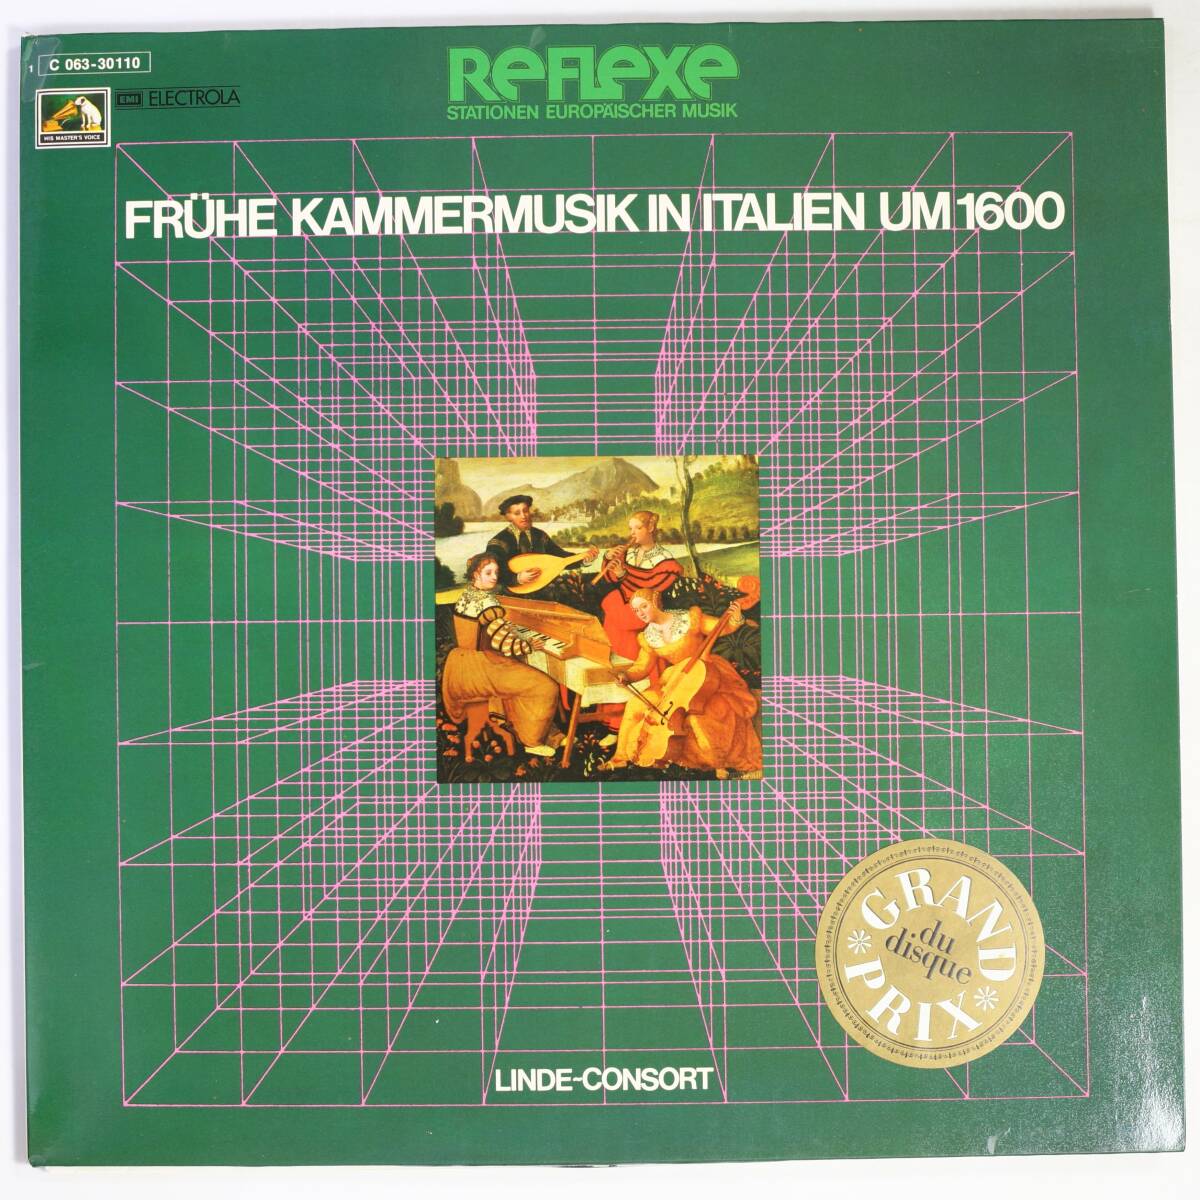 1 C 063-30110
HIS MASTER'S VOICE
EMI ELECTROLA
ReFlexe
STATIONEN EUROPÄISCHER MUSIK
FRÜHE KAMMERMUSIK IN ITALIEN UM 1600
GRAND
du
disque
PRIX
LINDE-CONSORT